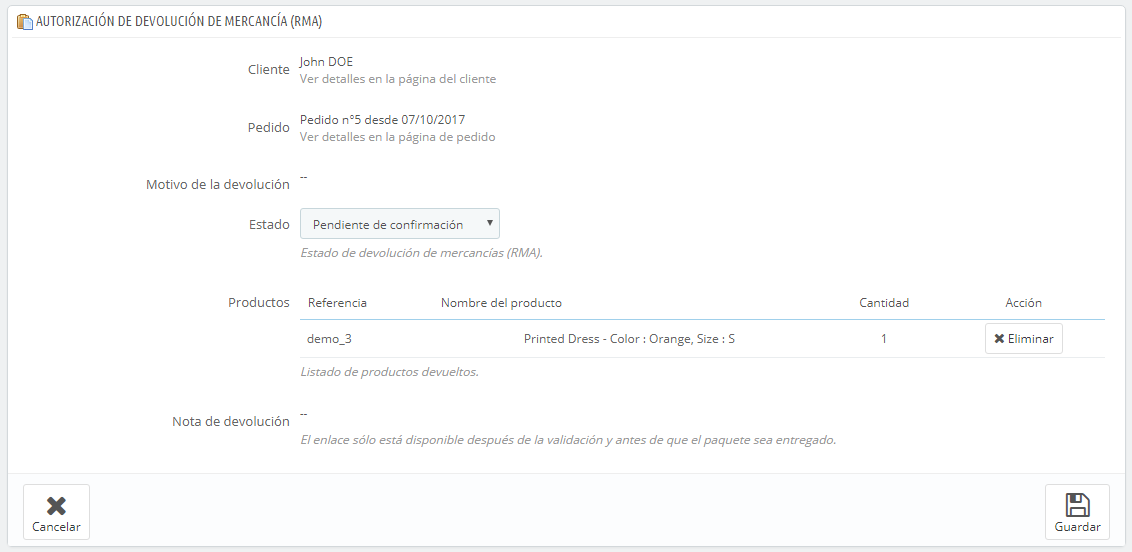 AUTORIZACIÓN DE DEVOLUCIÓN DE MERCANCÍA (RMA)
Cliente
John DOE
Ver detalles en la página del cliente
Pedido
Pedido n°5 desde 07/10/2017
Ver detalles en la página de pedido
Motivo de la devolución
--
Estado
Pendiente de confirmación
Estado de devolución de mercancías (RMA).
Productos
Referencia Nombre del producto Cantidad Acción
demo_3 Printed Dress - Color : Orange, Size : S 1 Eliminar
Listado de productos devueltos.
Nota de devolución
--
El enlace sólo está disponible después de la validación y antes de que el paquete sea entregado.
Cancelar
Guardar